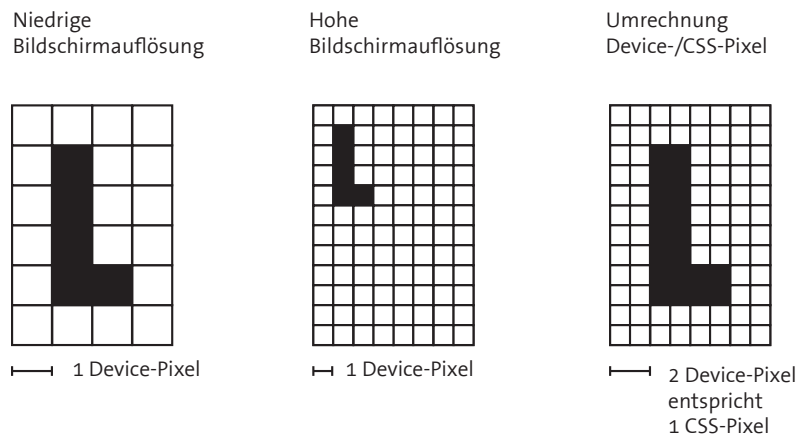 Niedrige
Bildschirmauflösung
Hohe
Bildschirmauflösung
Umrechnung
Device-/CSS-Pixel
1 Device-Pixel
1 Device-Pixel
2 Device-Pixel
entspricht
1 CSS-Pixel